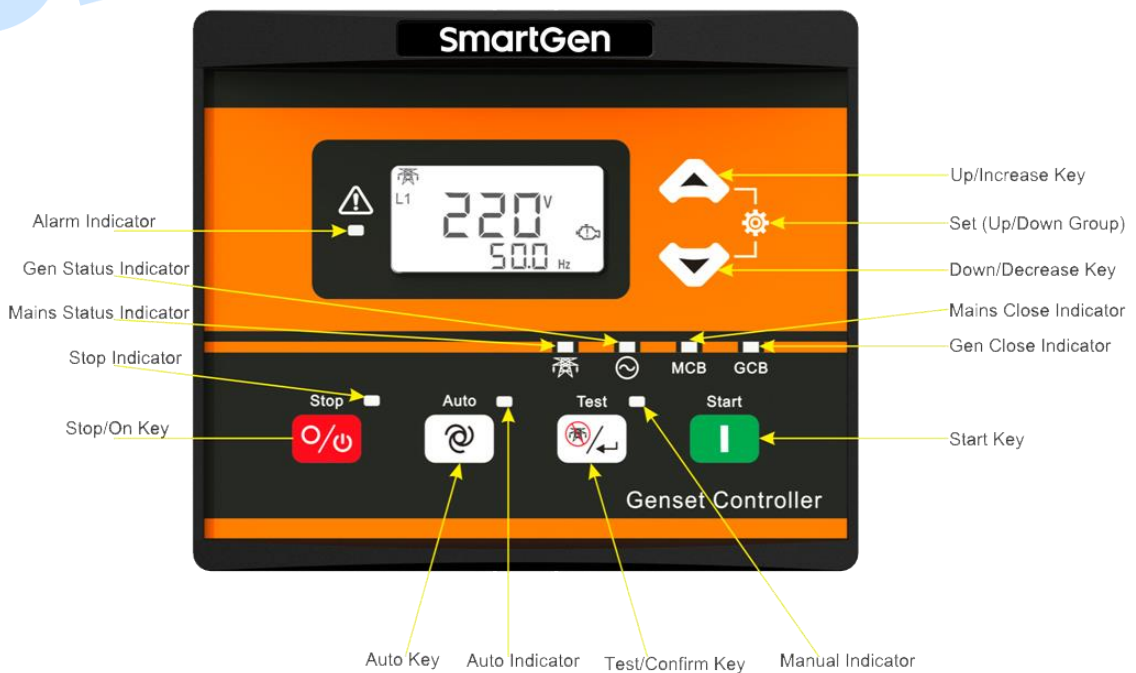 SmartGen
L1
220 V
50.0 Hz
Up/Increase Key
Alarm Indicator
Set (Up/Down Group)
Gen Status Indicator
Down/Decrease Key
Mains Status Indicator
Mains Close Indicator
Stop Indicator
Gen Close Indicator
MCB GCB
Stop Auto Test Start
Stop/On Key
Start Key
Genset Controller
Auto Key
Auto Indicator
Test/Confirm Key
Manual Indicator